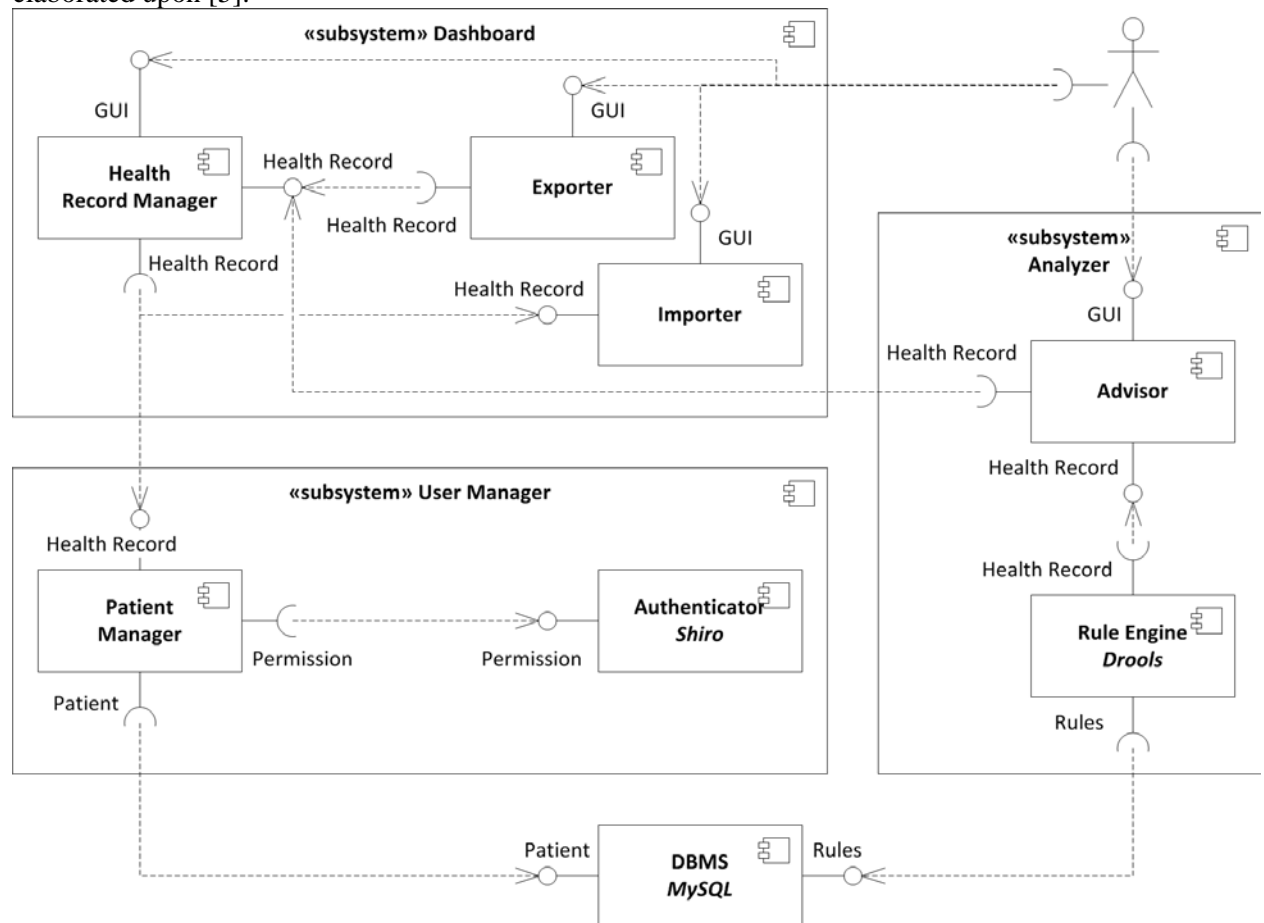 elaborated upon [3].
«subsystem» Dashboard
GUI
GUI
Health
Record Manager
Health Record
Exporter
Health Record
GUI
Health Record
Health Record
Importer
«subsystem»
Analyzer
GUI
Health Record
Advisor
Health Record
«subsystem» User Manager
Health Record
Health Record
Patient
Manager
Permission
Authenticator
Shiro
Permission
Rule Engine
Drools
Patient
Rules
Patient
DBMS
MySQL
Rules